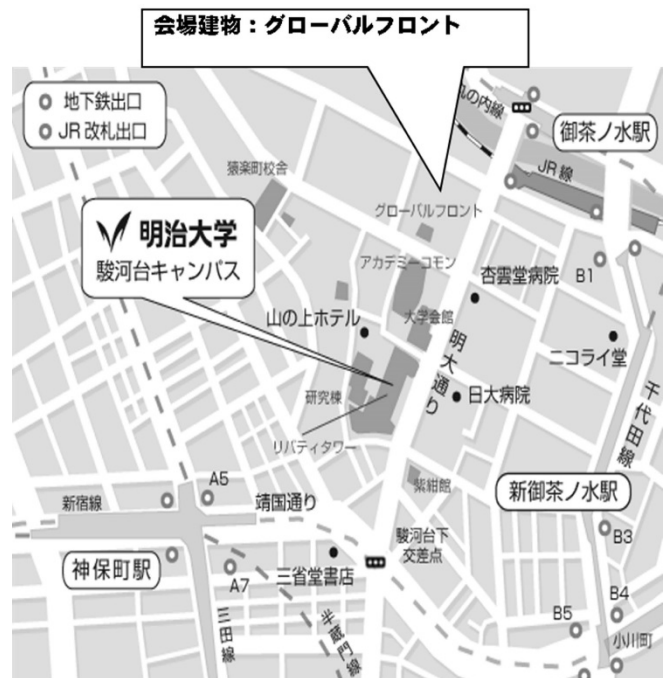 会場建物：グローバルフロント
地下鉄出口
JR 改札出口
丸の内線
御茶ノ水駅
JR 線
猿楽町校舎
グローバルフロント
明治大学
駿河台キャンパス
アカデミーコモン
杏雲堂病院
B1
山の上ホテル
大学会館
明大通り
ニコライ堂
研究棟
日大病院
千代田線
リバティタワー
A5
紫紺館
新御茶ノ水駅
新宿線
靖国通り
駿河台下
交差点
B3
神保町駅
三省堂書店
A7
B4
三田線
半蔵門線
B5
小川町